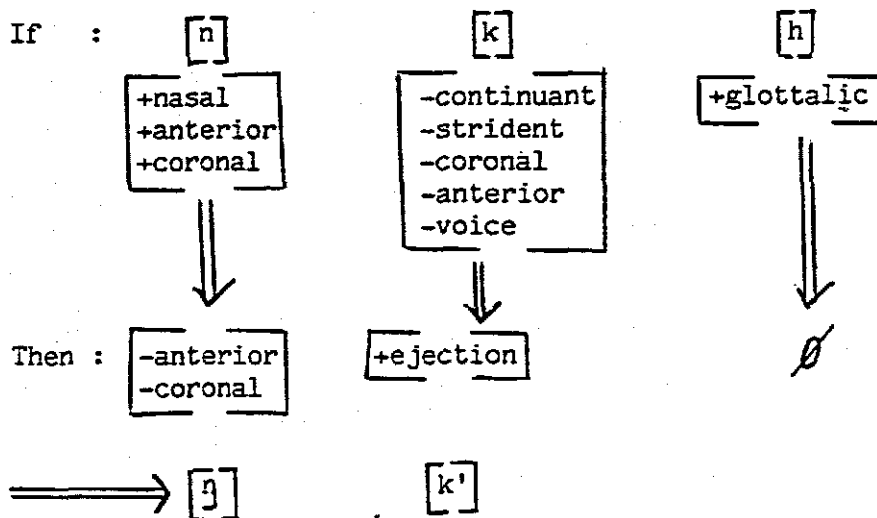 If : [n] [k] [h]
+nasal -continuant +glottalic
+anterior -strident
+coronal -coronal
-anterior
-voice
Then : -anterior +ejection Ø
-coronal
[ŋ] [k']